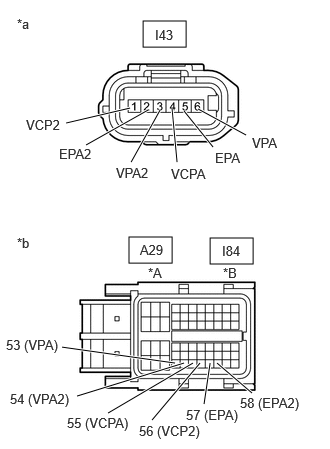 *a
I43
1 2 3 4 5 6
VCP2
VPA
EPA2
EPA
VPA2
VCPA
*b
A29
I84
*A
*B
53 (VPA)
54 (VPA2)
58 (EPA2)
57 (EPA)
55 (VCPA)
56 (VCP2)